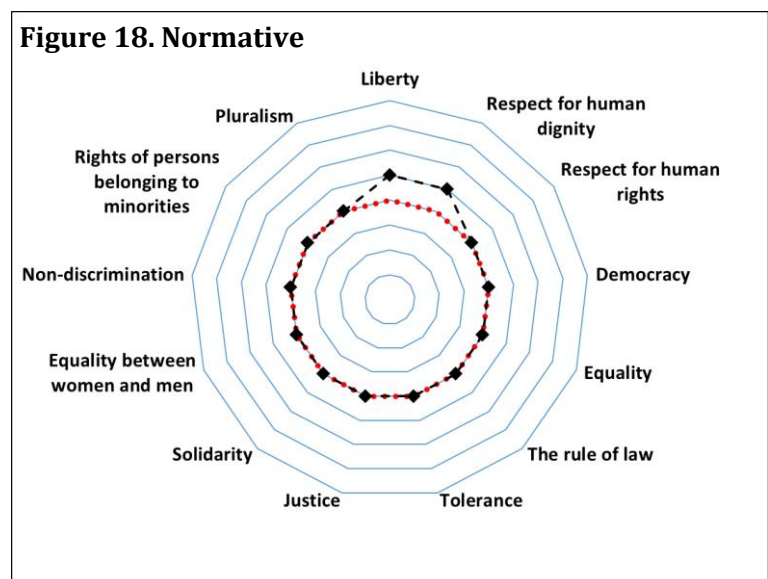 Figure 18. Normative
Liberty
Respect for human
dignity
Respect for human
rights
Democracy
Equality
The rule of law
Tolerance
Justice
Solidarity
Equality between
women and men
Non-discrimination
Rights of persons
belonging to
minorities
Pluralism